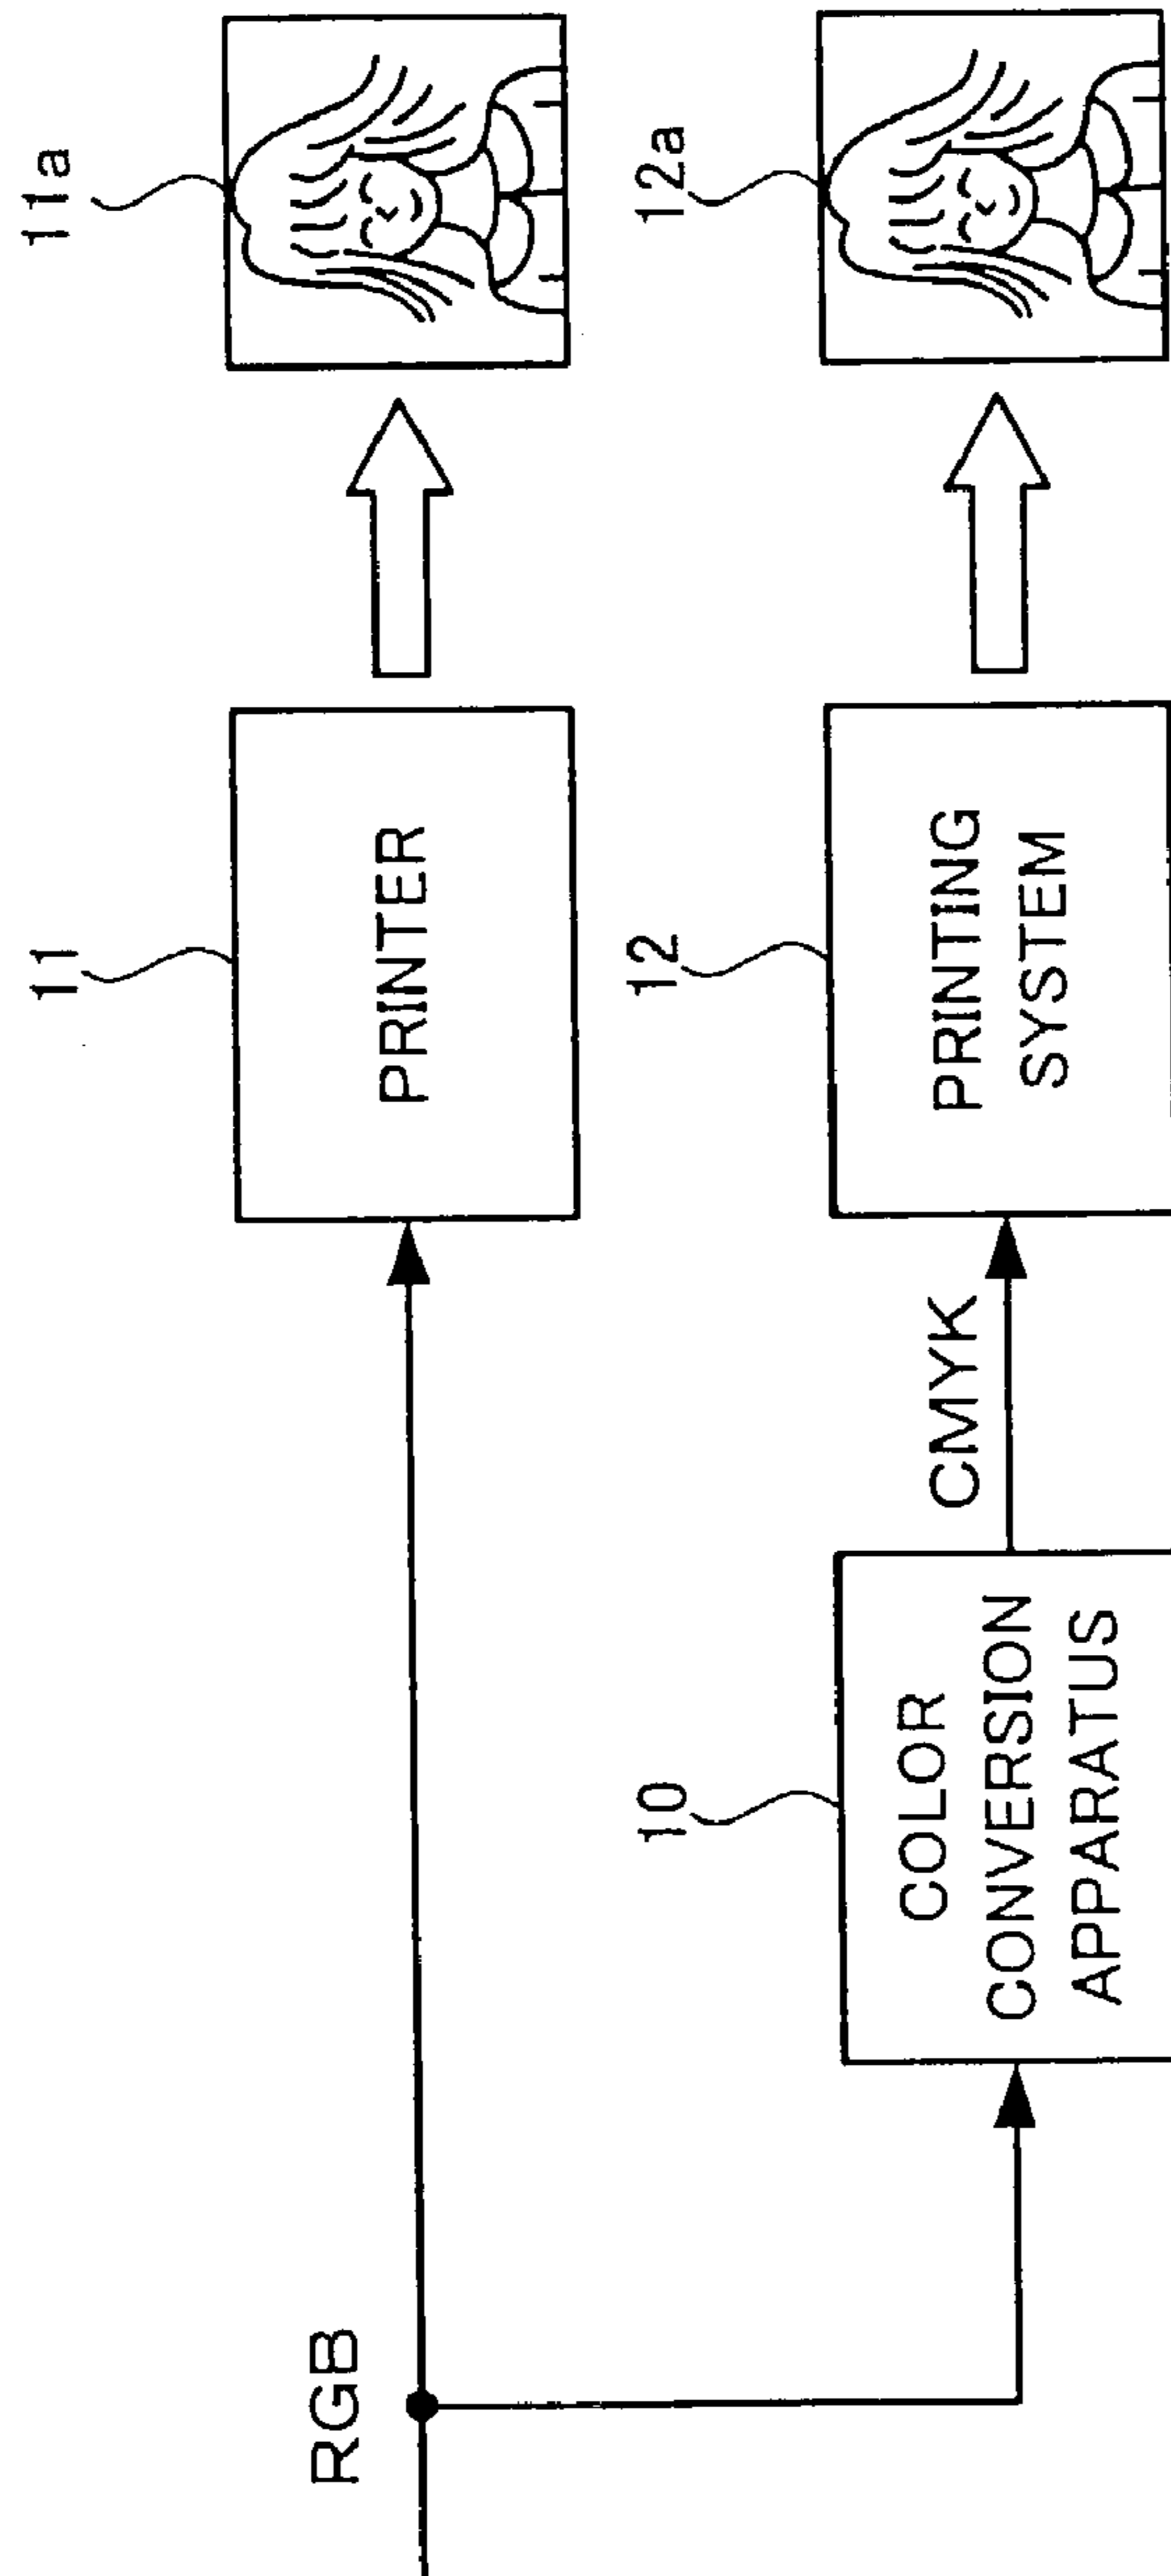 RGB
11
PRINTER
11a
10
COLOR
CONVERSION
APPARATUS
CMYK
12
PRINTING
SYSTEM
12a